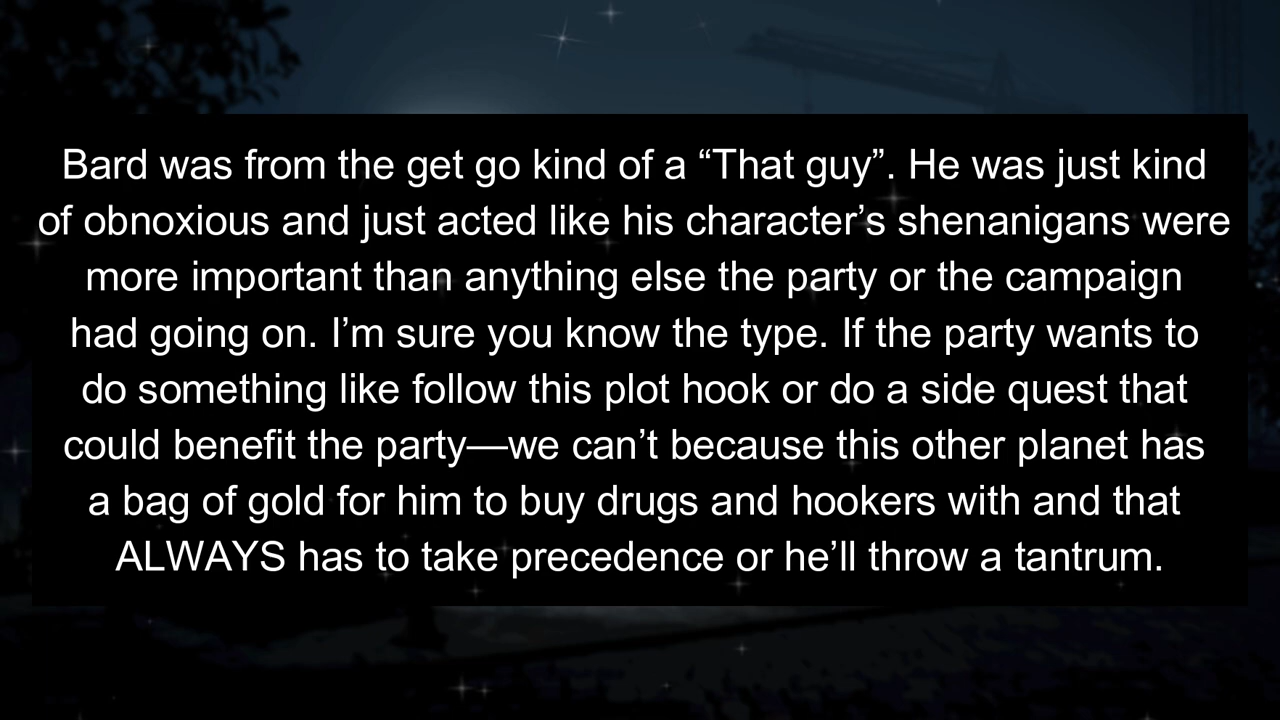 Bard was from the get go kind of a “That guy”. He was just kind
of obnoxious and just acted like his character’s shenanigans were
more important than anything else the party or the campaign
had going on. I’m sure you know the type. If the party wants to
do something like follow this plot hook or do a side quest that
could benefit the party—we can’t because this other planet has
a bag of gold for him to buy drugs and hookers with and that
ALWAYS has to take precedence or he’ll throw a tantrum.